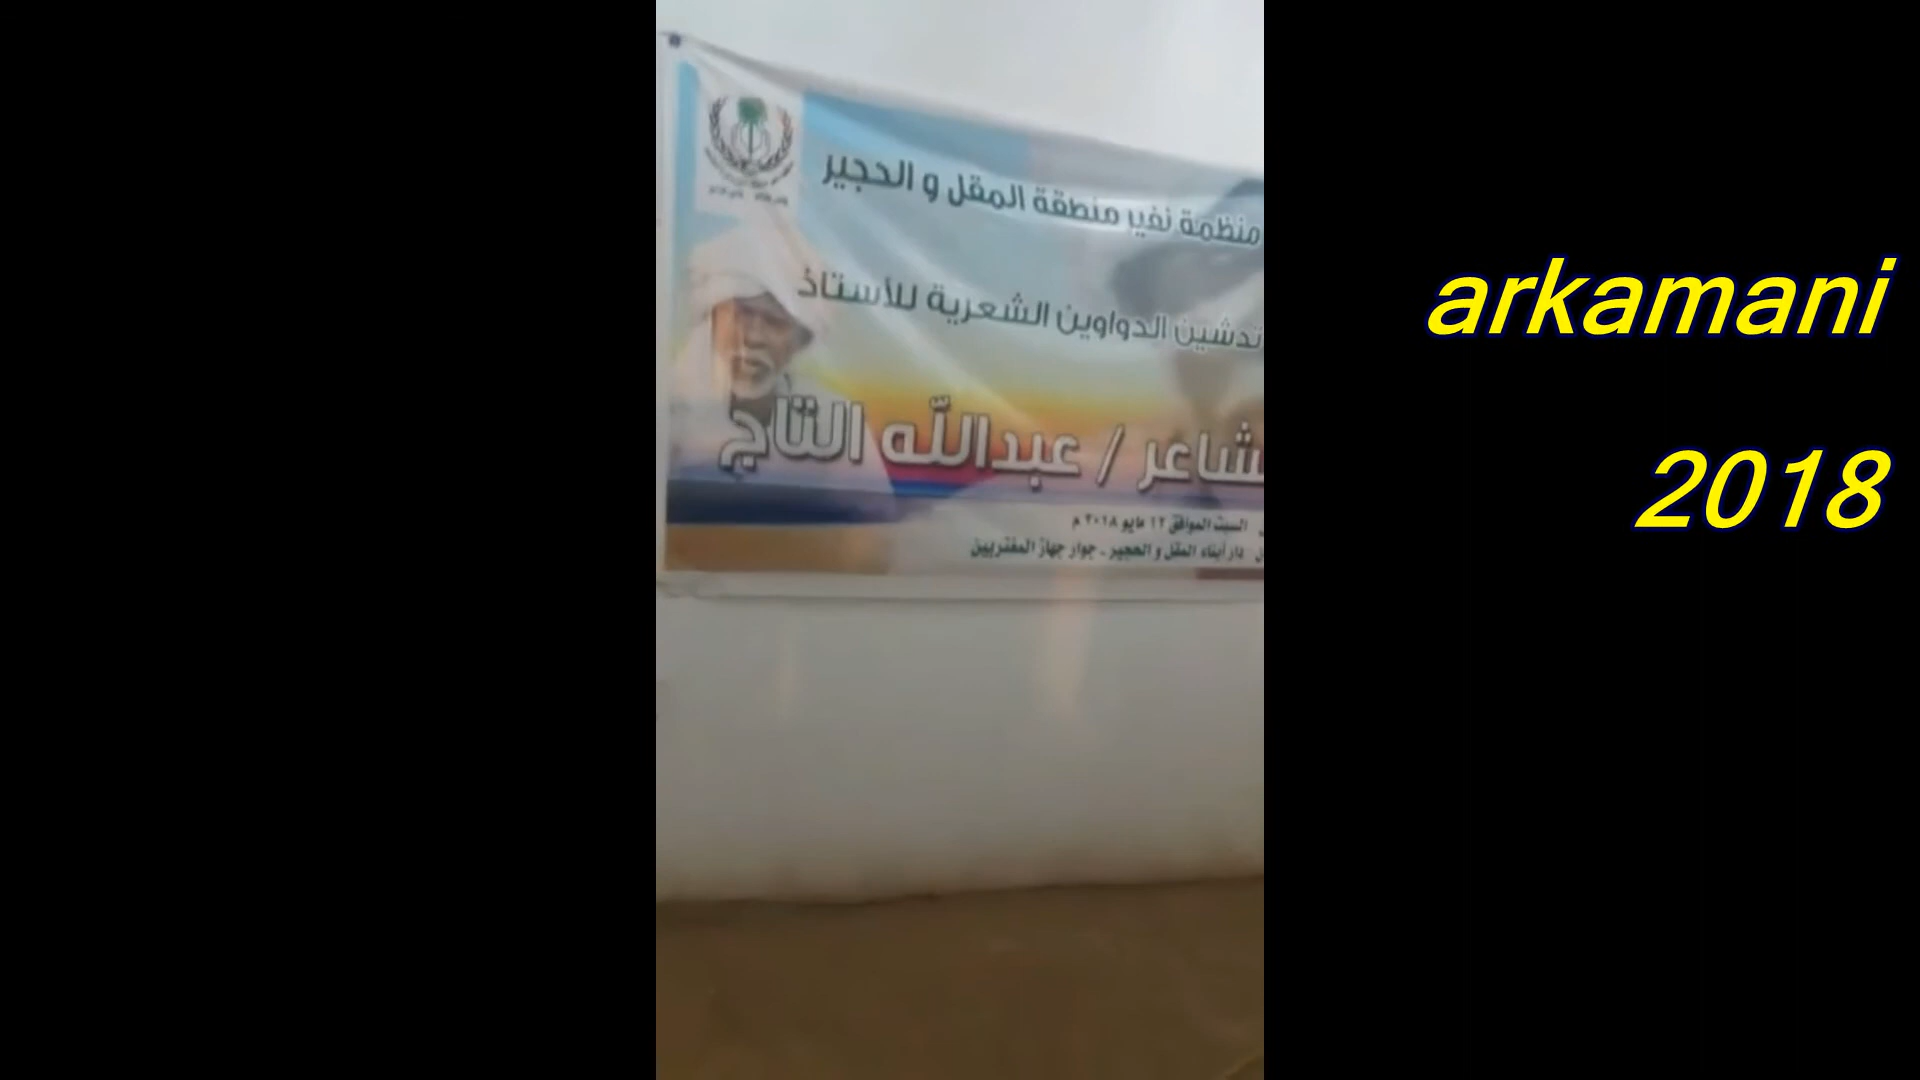 منظمة نفير منطقة المقل و الحجير
تدشين الدواوين الشعرية للأستاذ
شاعر / عبدالله التاج
السبت الموافق ١٢ مايو ٢٠١٨ م
دار أبناء المقل و الحجير - جوار جهاز المغتربين
arkamani
2018